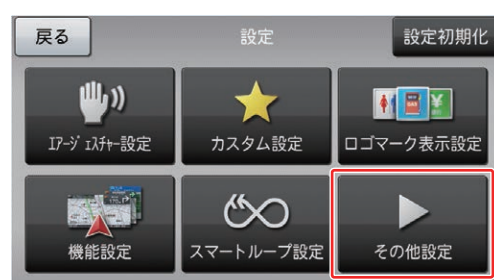 戻る
設定
設定初期化
ｴｱｰｼﾞｪｽﾁｬｰ設定
カスタム設定
ロゴマーク表示設定
機能設定
スマートループ設定
その他設定